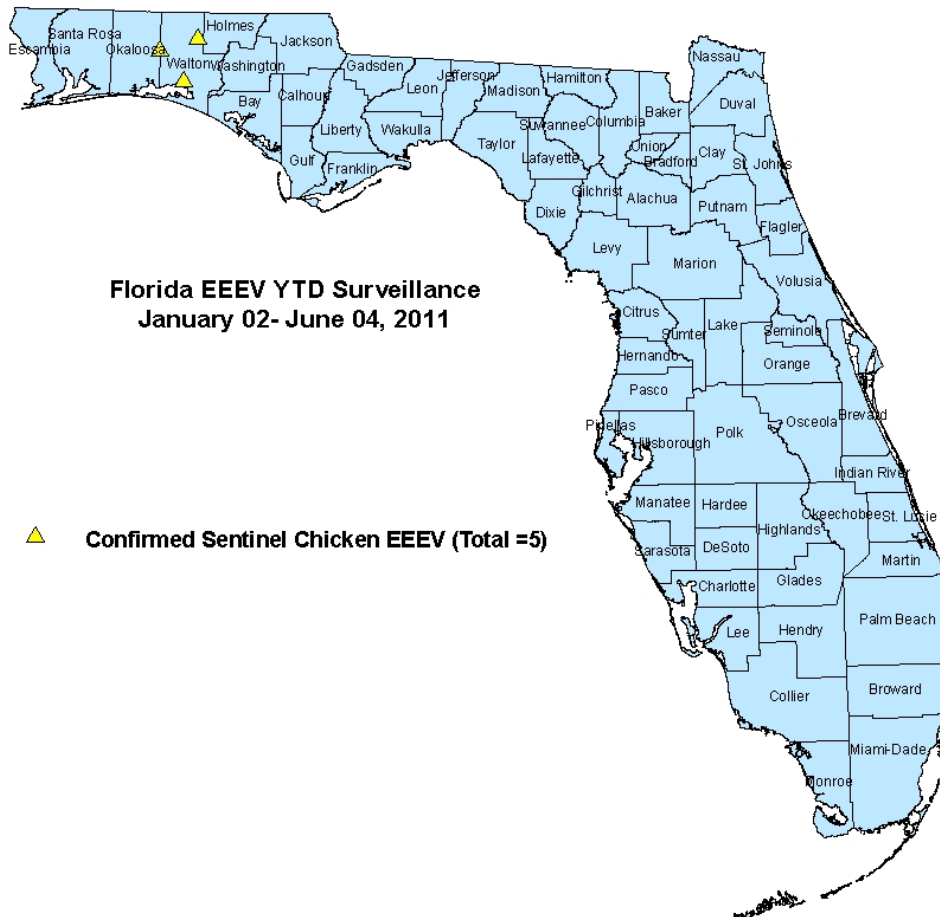 Holmes
Santa Rosa
Jackson
Escambia
Okaloosa
Walton
Washington
Gadsden
Jefferson
Hamilton
Nassau
Leon
Madison
Bay
Calhoun
Duval
Baker
Suwannee
Columbia
Liberty
Wakulla
Taylor
Union
Clay
Lafayette
Bradford
St. Johns
Gulf
Franklin
Gilchrist
Alachua
Putnam
Dixie
Flagler
Levy
Marion
Volusia
Florida EEEV YTD Surveillance
January 02- June 04, 2011
Citrus
Sumter
Lake
Seminole
Hernando
Orange
Pasco
Brevard
Pinellas
Hillsborough
Polk
Osceola
Indian River
Manatee
Hardee
Okeechobee
St. Lucie
Highlands
Confirmed Sentinel Chicken EEEV (Total =5)
Sarasota
DeSoto
Martin
Charlotte
Glades
Palm Beach
Lee
Hendry
Collier
Broward
Miami-Dade
Monroe